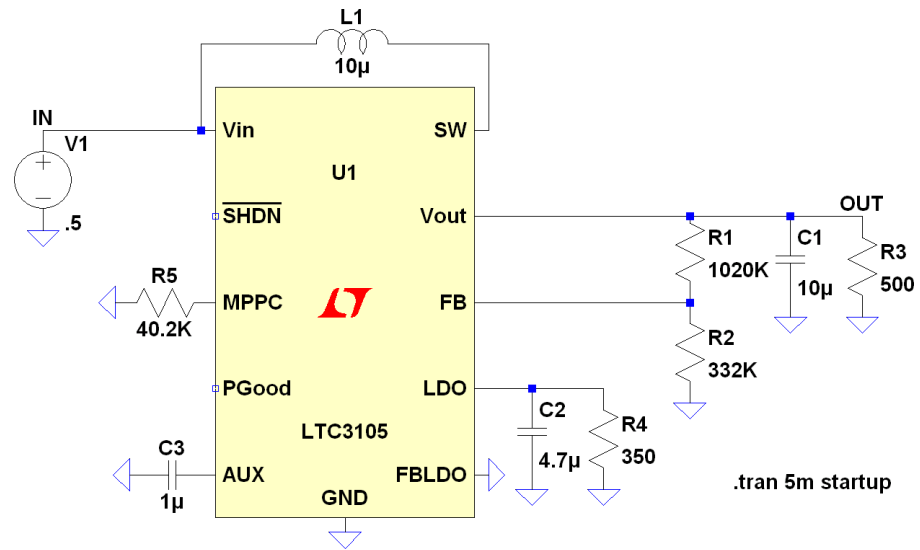 L1
10µ
IN
V1
.5
Vin
SW
U1
SHDN
Vout
OUT
R1
1020K
C1
10µ
R3
500
R5
40.2K
MPPC
FB
R2
332K
PGood
LDO
C2
4.7µ
R4
350
LTC3105
C3
1µ
AUX
FBLDO
GND
.tran 5m startup